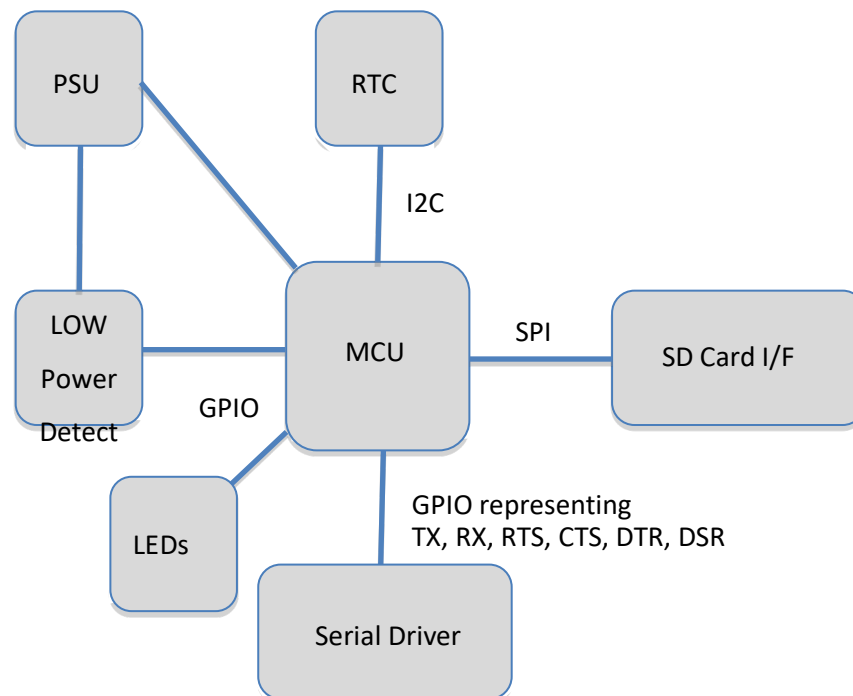 PSU
RTC
I2C
LOW
Power
Detect
MCU
SPI
SD Card I/F
GPIO
LEDs
GPIO representing
TX, RX, RTS, CTS, DTR, DSR
Serial Driver